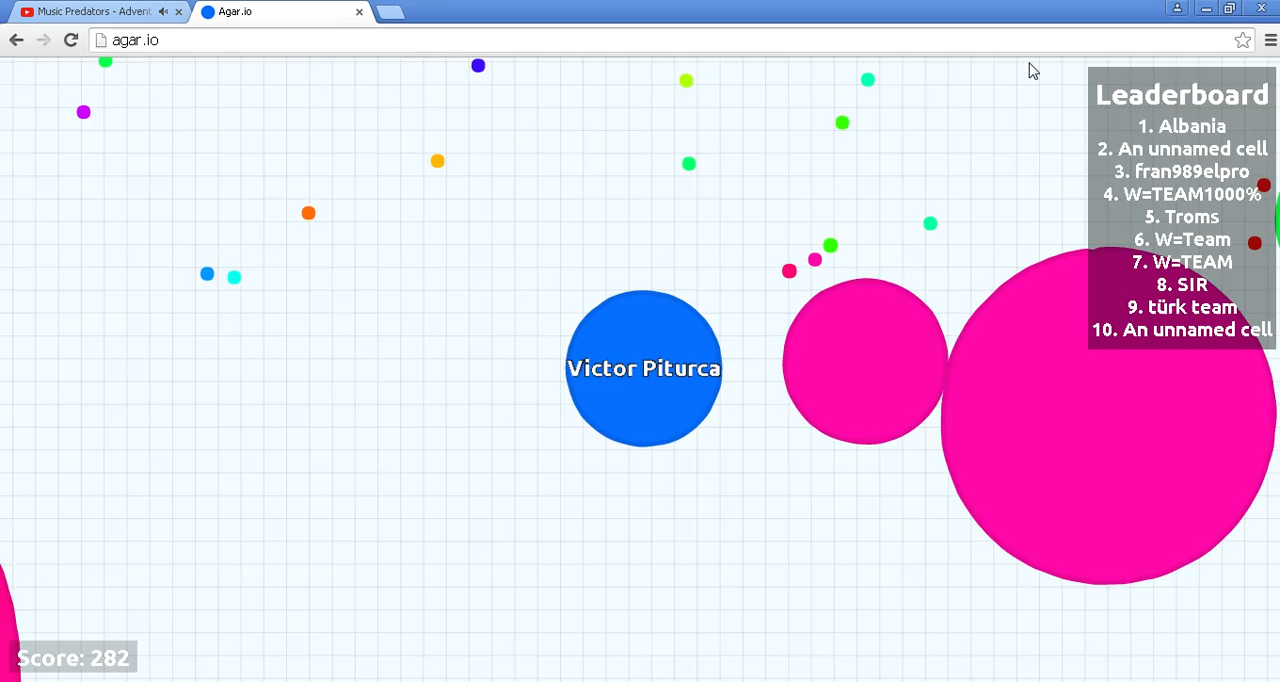 Music Predators - Advent
Agar.io
agar.io
Leaderboard
1. Albania
2. An unnamed cell
3. fran989elpro
4. W=TEAM1000%
5. Troms
6. W=Team
7. W=TEAM
8. SIR
9. türk team
10. An unnamed cell
Victor Piturca
Score: 282